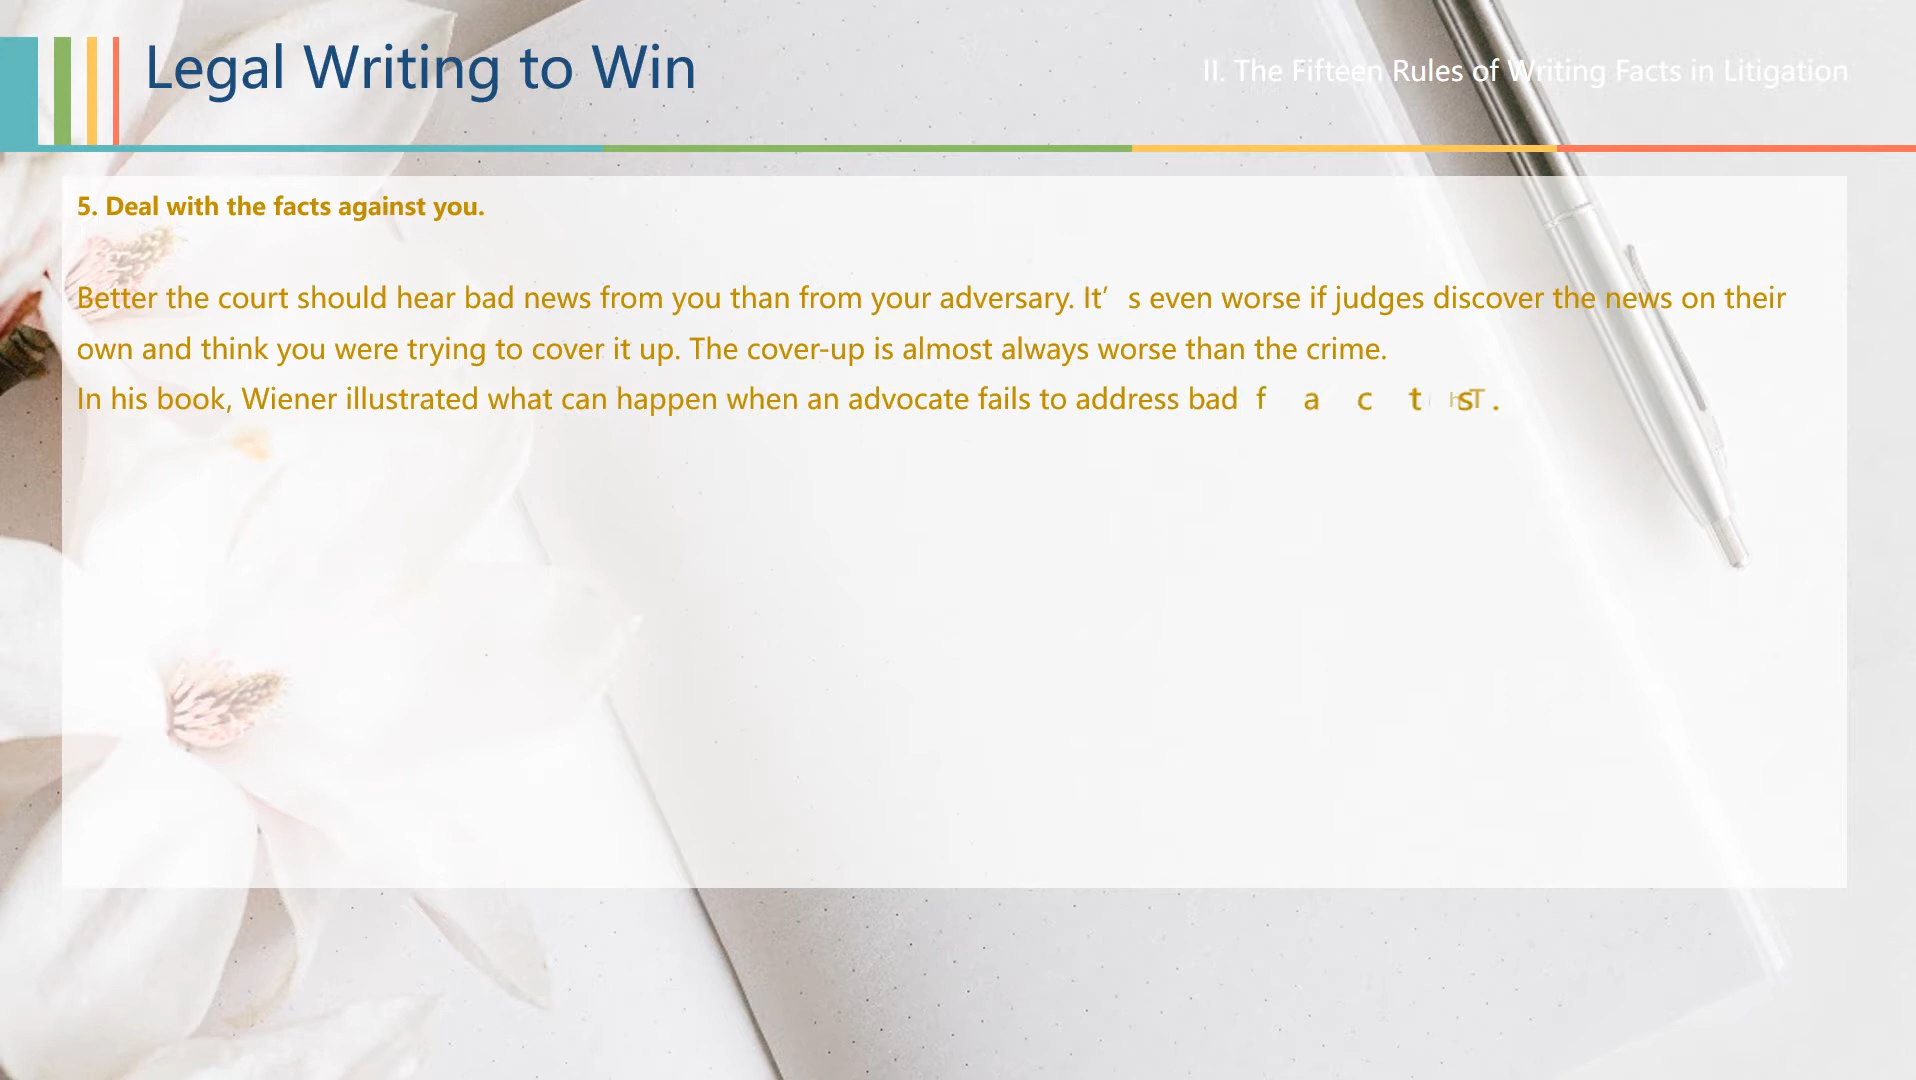 Legal Writing to Win
II. The Fifteen Rules of Writing Facts in Litigation
5. Deal with the facts against you.
Better the court should hear bad news from you than from your adversary. It’s even worse if judges discover the news on their
own and think you were trying to cover it up. The cover-up is almost always worse than the crime.
In his book, Wiener illustrated what can happen when an advocate fails to address bad facts.